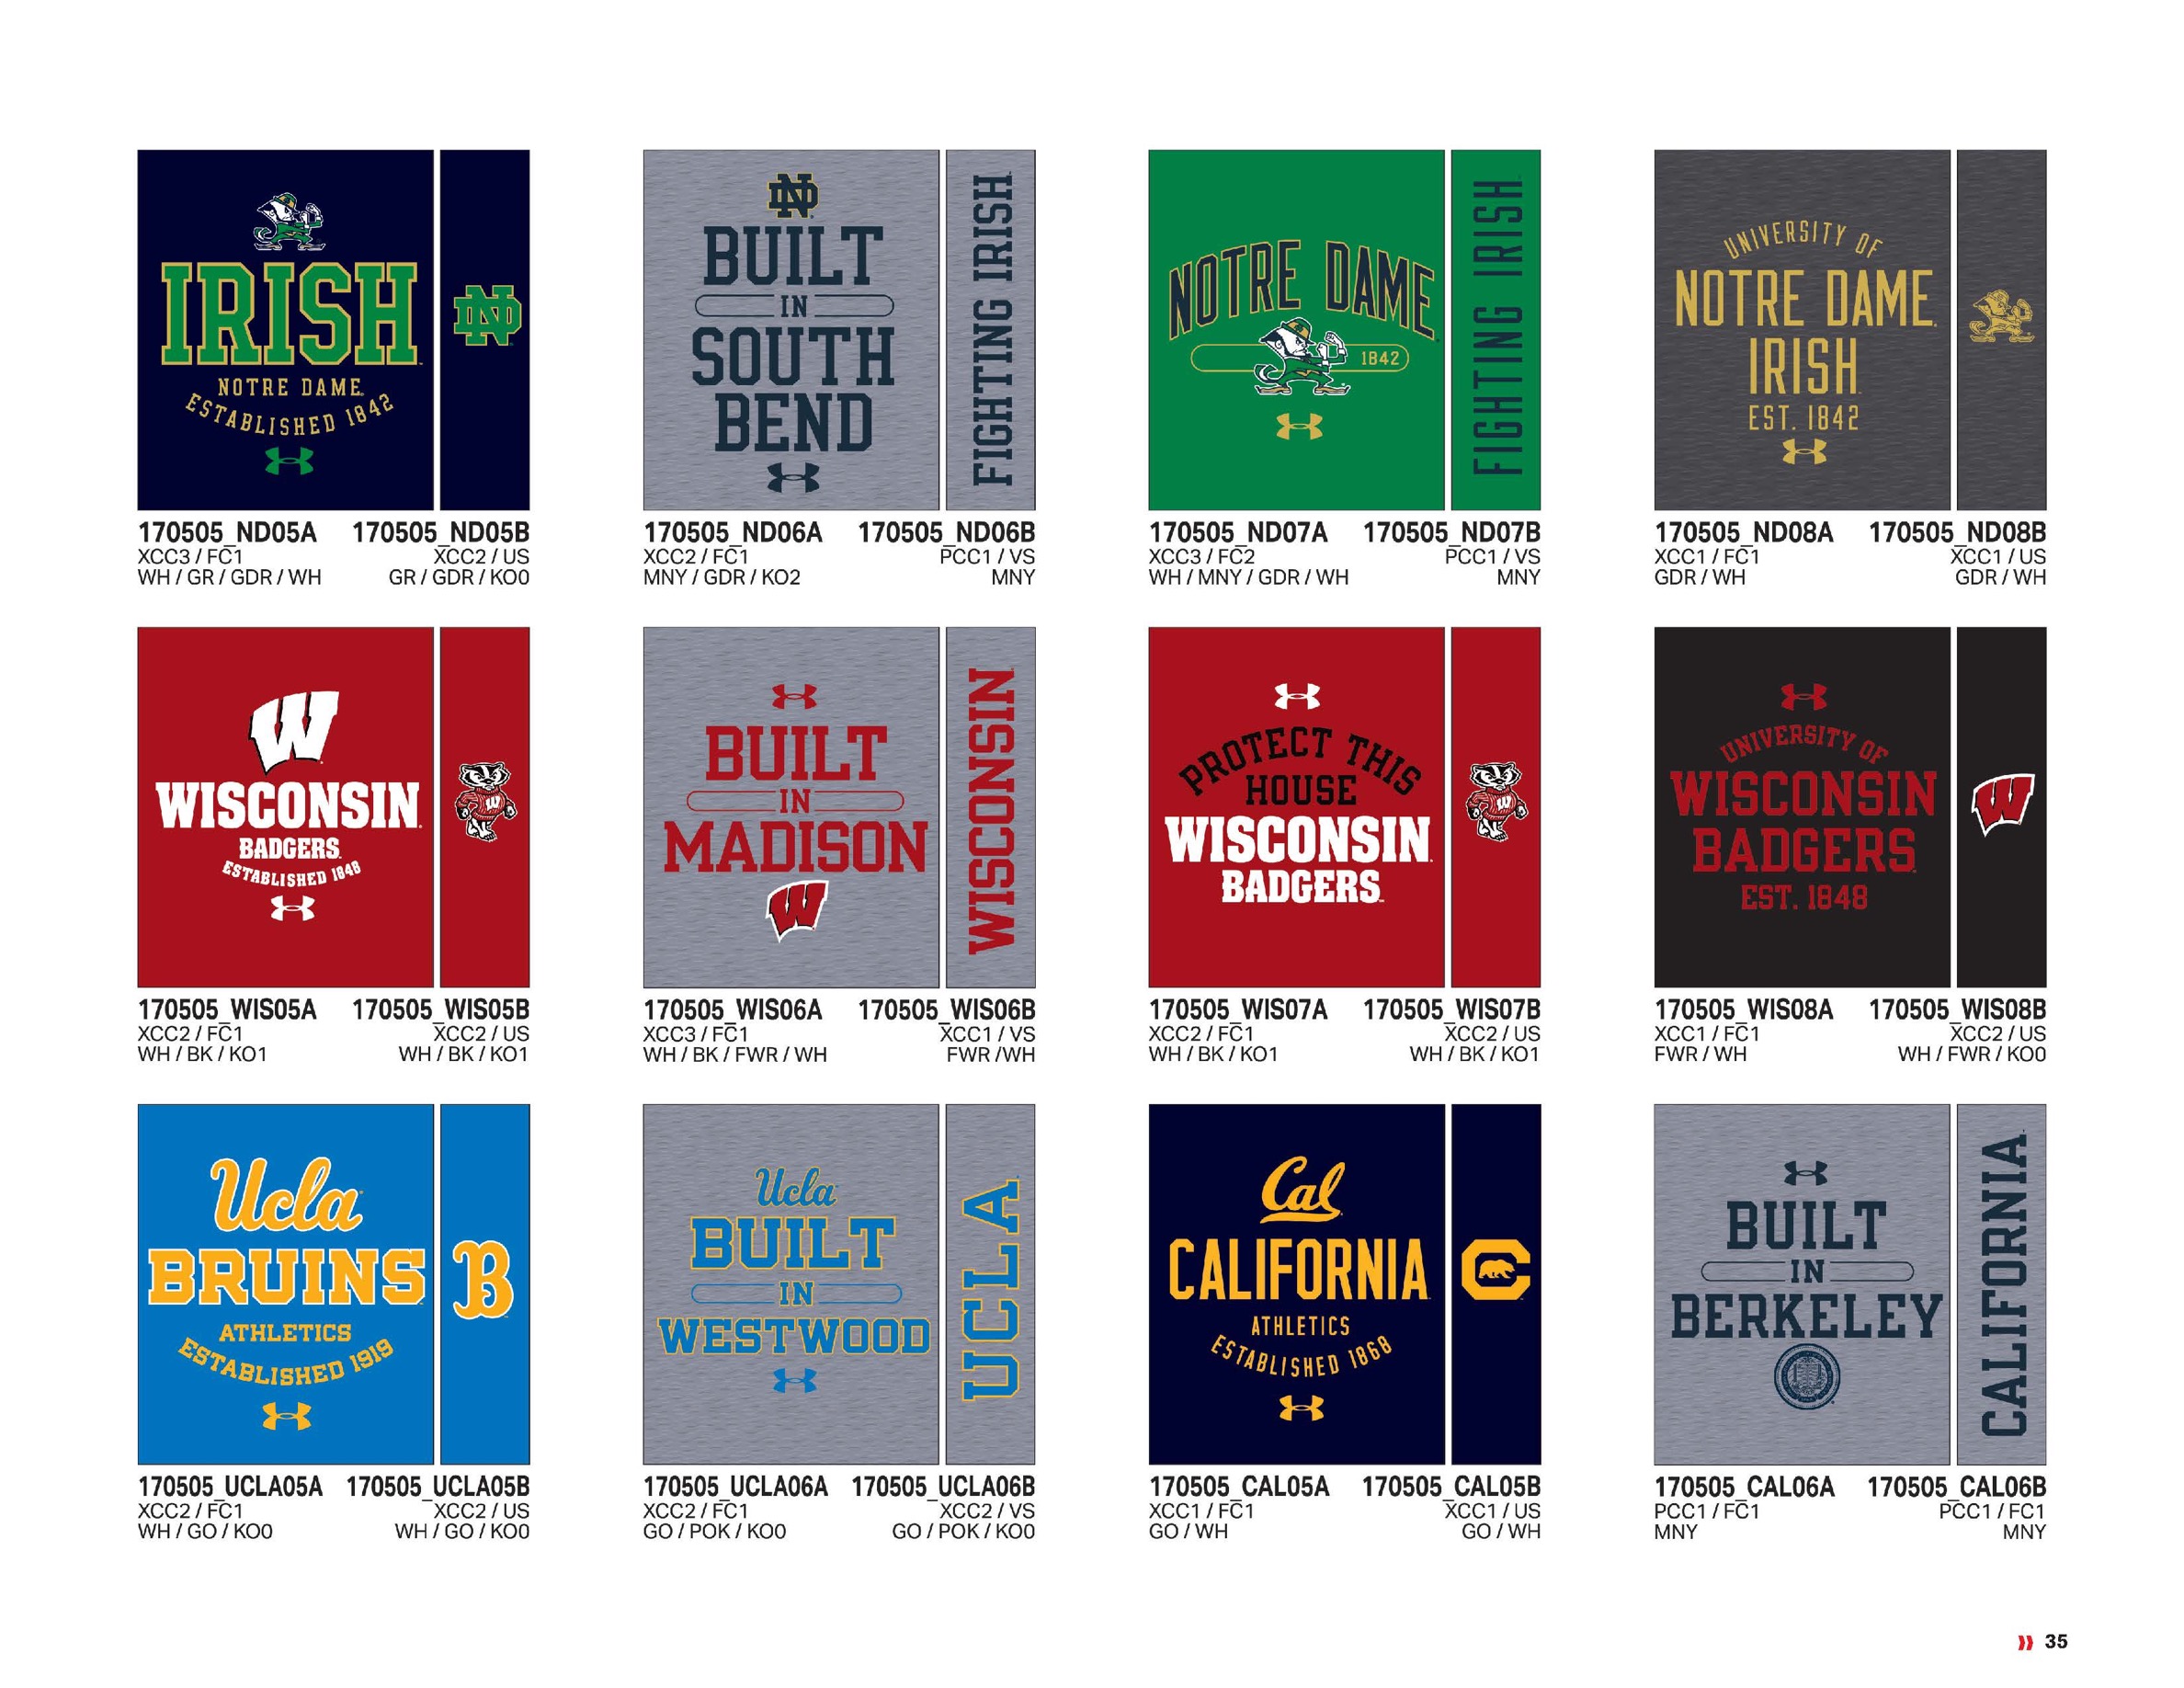 IRISH
NOTRE DAME
ESTABLISHED 1842
ND
170505_ND05A 170505_ND05B
XCC3 / FC1 XCC2 / US
WH / GR / GDR / WH GR / GDR / KO0
ND
BUILT
IN
SOUTH
BEND
FIGHTING IRISH
170505_ND06A 170505_ND06B
XCC2 / FC1 PCC1 / VS
MNY / GDR / KO2 MNY
NOTRE DAME
1842
FIGHTING IRISH
170505_ND07A 170505_ND07B
XCC3 / FC2 PCC1 / VS
WH / MNY / GDR / WH MNY
UNIVERSITY OF
NOTRE DAME
IRISH
EST. 1842
170505_ND08A 170505_ND08B
XCC1 / FC1 XCC1 / US
GDR / WH GDR / WH
W
WISCONSIN
BADGERS
ESTABLISHED 1848
W
170505_WIS05A 170505_WIS05B
XCC2 / FC1 XCC2 / US
WH / BK / KO1 WH / BK / KO1
BUILT
IN
MADISON
W
WISCONSIN
170505_WIS06A 170505_WIS06B
XCC3 / FC1 XCC1 / VS
WH / BK / FWR / WH FWR /WH
PROTECT THIS
HOUSE
WISCONSIN
BADGERS
W
170505_WIS07A 170505_WIS07B
XCC2 / FC1 XCC2 / US
WH / BK / KO1 WH / BK / KO1
UNIVERSITY OF
WISCONSIN
BADGERS
EST. 1848
W
170505_WIS08A 170505_WIS08B
XCC1 / FC1 XCC2 / US
FWR / WH WH / FWR / KO0
Ucla
BRUINS
ATHLETICS
ESTABLISHED 1919
B
170505_UCLA05A 170505_UCLA05B
XCC2 / FC1 XCC2 / US
WH / GO / KO0 WH / GO / KO0
Ucla
BUILT
IN
WESTWOOD
UCLA
170505_UCLA06A 170505_UCLA06B
XCC2 / FC1 XCC2 / VS
GO / POK / KO0 GO / POK / KO0
Cal
CALIFORNIA
ATHLETICS
ESTABLISHED 1868
C
170505_CAL05A 170505_CAL05B
XCC1 / FC1 XCC1 / US
GO / WH GO / WH
BUILT
IN
BERKELEY
CALIFORNIA
170505_CAL06A 170505_CAL06B
PCC1 / FC1 PCC1 / FC1
MNY MNY
35